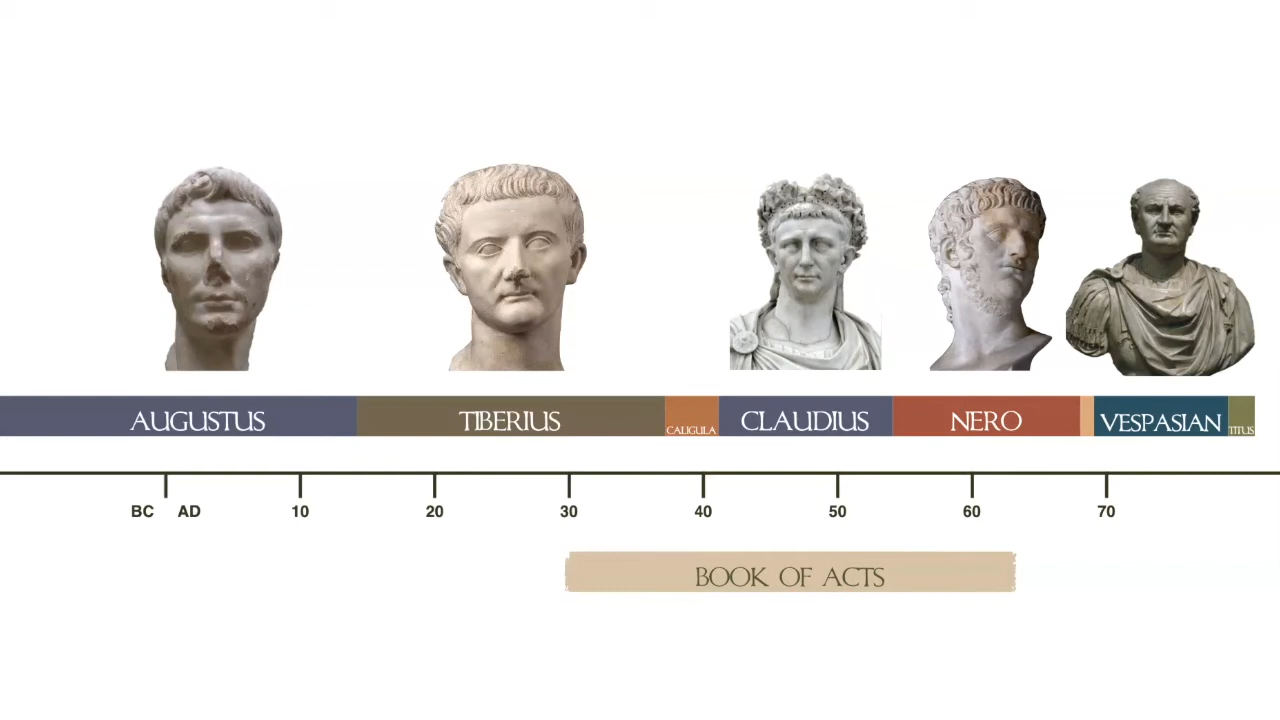 AUGUSTUS TIBERIUS CALIGULA CLAUDIUS NERO VESPASIAN TITUS
BC AD 10 20 30 40 50 60 70
BOOK OF ACTS